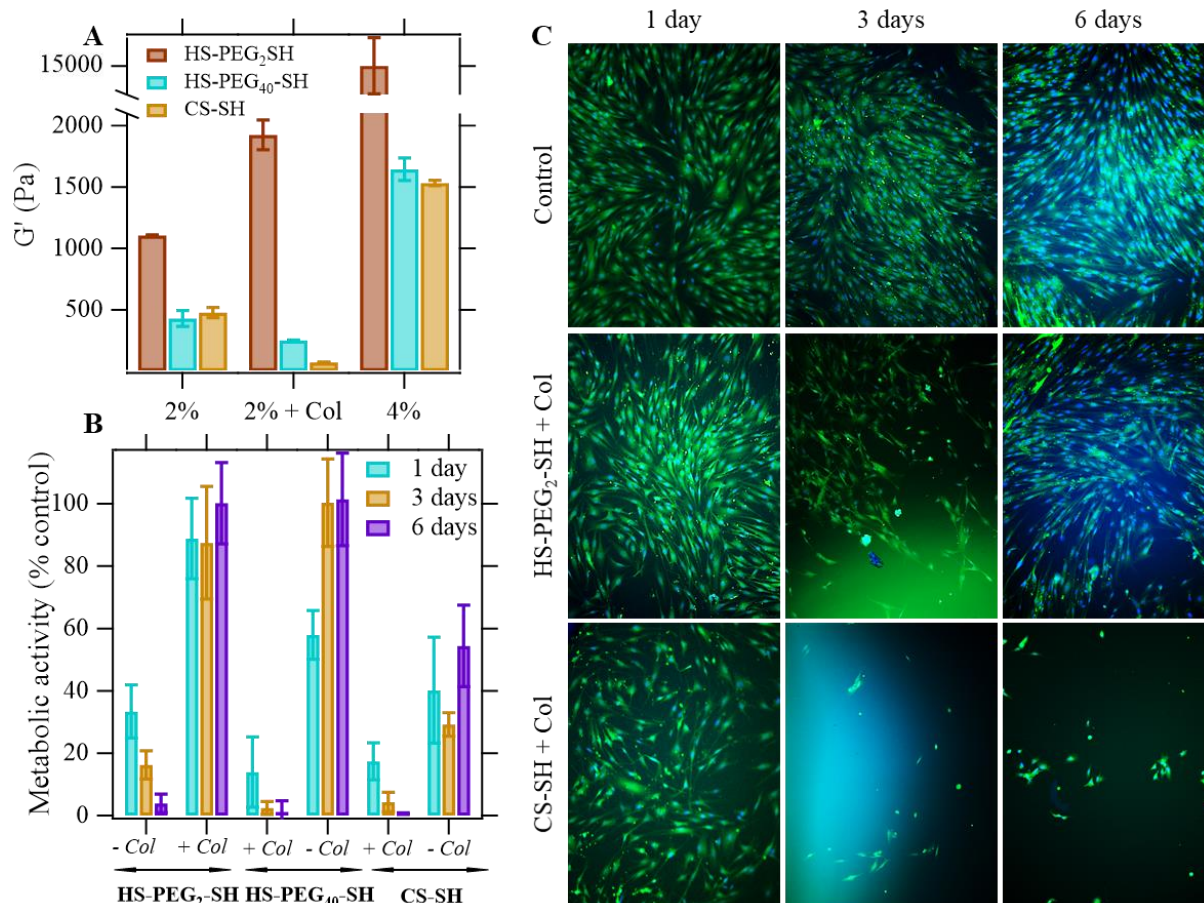 A
HS-PEG₂SH
HS-PEG₄₀-SH
CS-SH
G' (Pa)
15000
2000
1500
1000
500
2% 2% + Col 4%
B
1 day
3 days
6 days
Metabolic activity (% control)
100
80
60
40
20
0
- Col + Col + Col - Col + Col - Col
HS-PEG₂-SH HS-PEG₄₀-SH CS-SH
C
1 day 3 days 6 days
Control
HS-PEG₂-SH + Col
CS-SH + Col